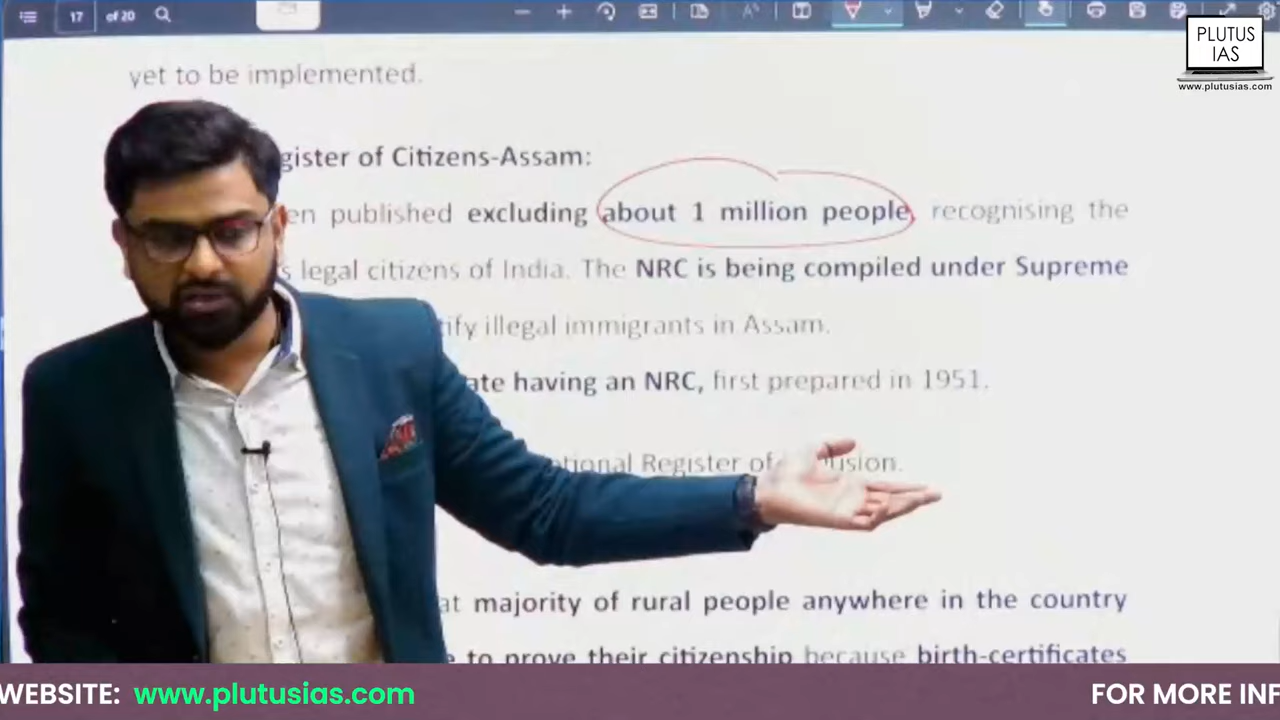 17 of 20
PLUTUS
IAS
www.plutusias.com
yet to be implemented.
gister of Citizens-Assam:
en published excluding about 1 million people, recognising the
s legal citizens of India. The NRC is being compiled under Supreme
tify illegal immigrants in Assam.
ate having an NRC, first prepared in 1951.
ational Register of
at majority of rural people anywhere in the country
e to prove their citizenship because birth-certificates
WEBSITE: www.plutusias.com
FOR MORE INF